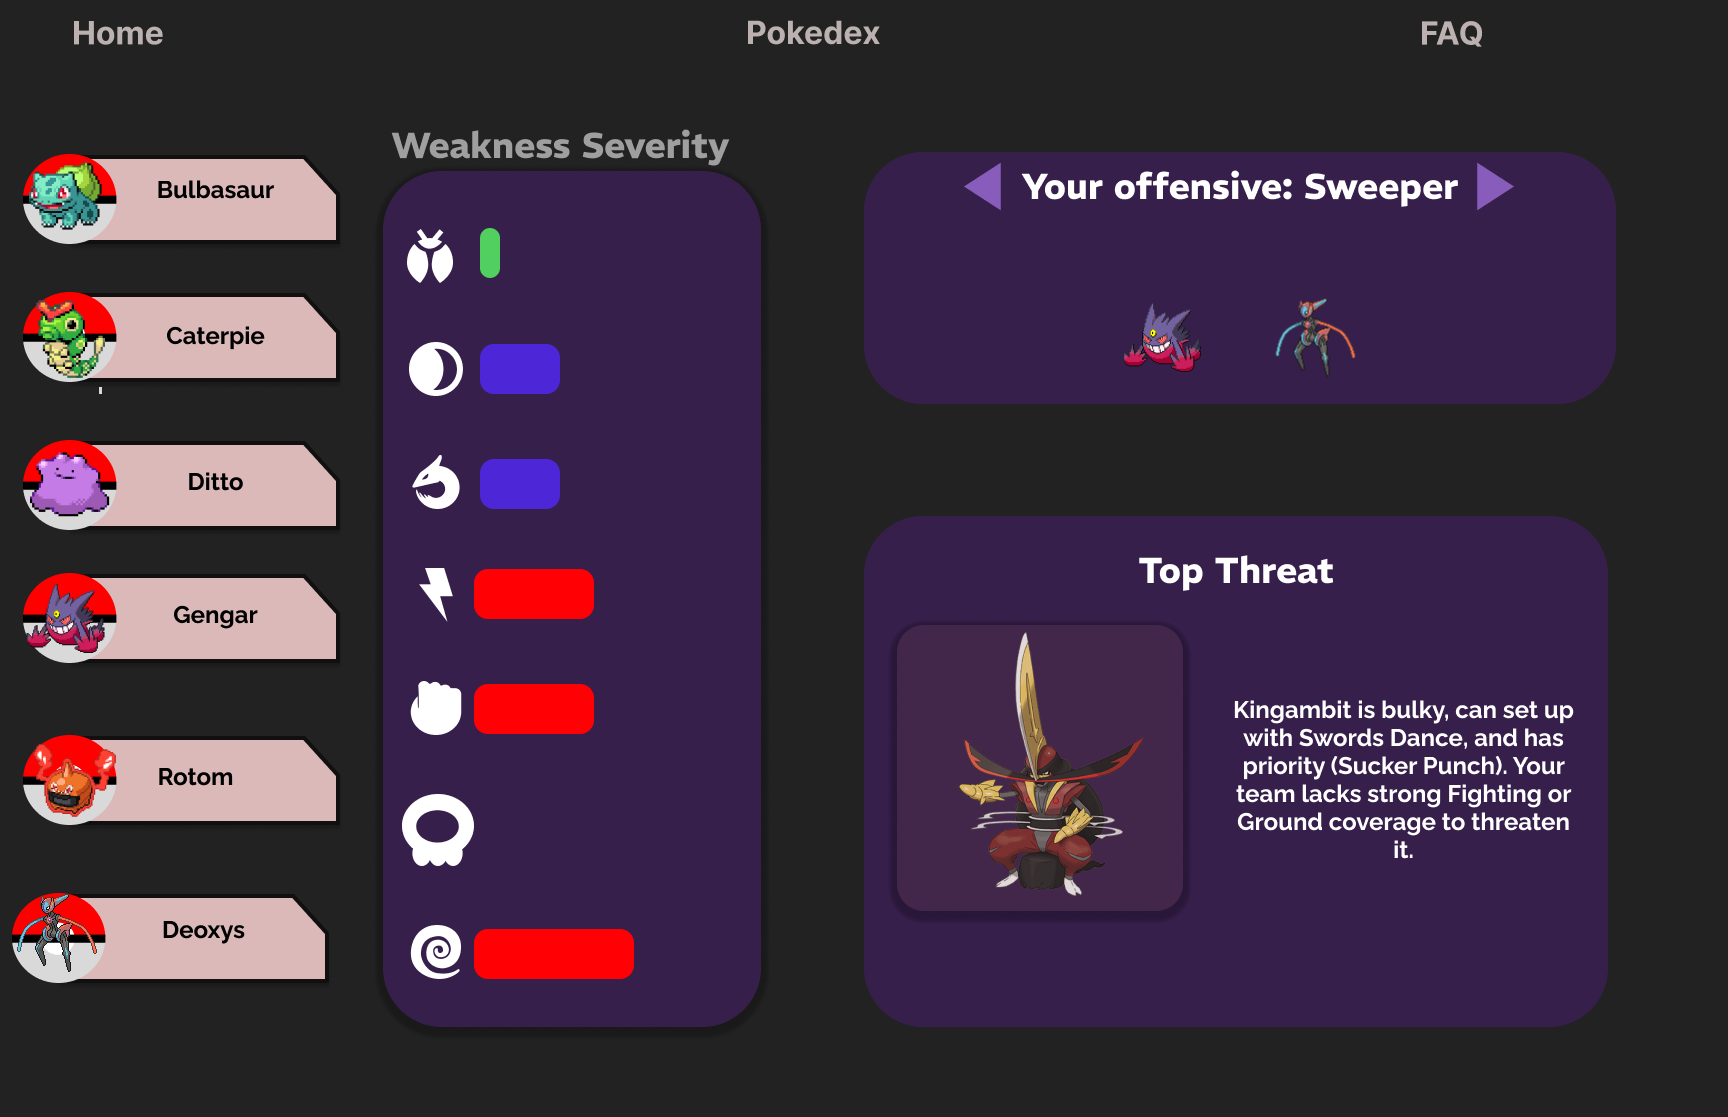 Home
Pokedex
FAQ
Bulbasaur
Caterpie
Ditto
Gengar
Rotom
Deoxys
Weakness Severity
Your offensive: Sweeper
Top Threat
Kingambit is bulky, can set up
with Swords Dance, and has
priority (Sucker Punch). Your
team lacks strong Fighting or
Ground coverage to threaten
it.